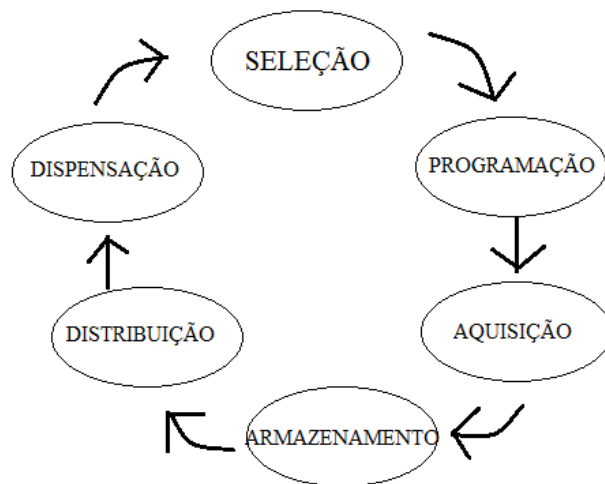 SELEÇÃO
PROGRAMAÇÃO
AQUISIÇÃO
ARMAZENAMENTO
DISTRIBUIÇÃO
DISPENSAÇÃO